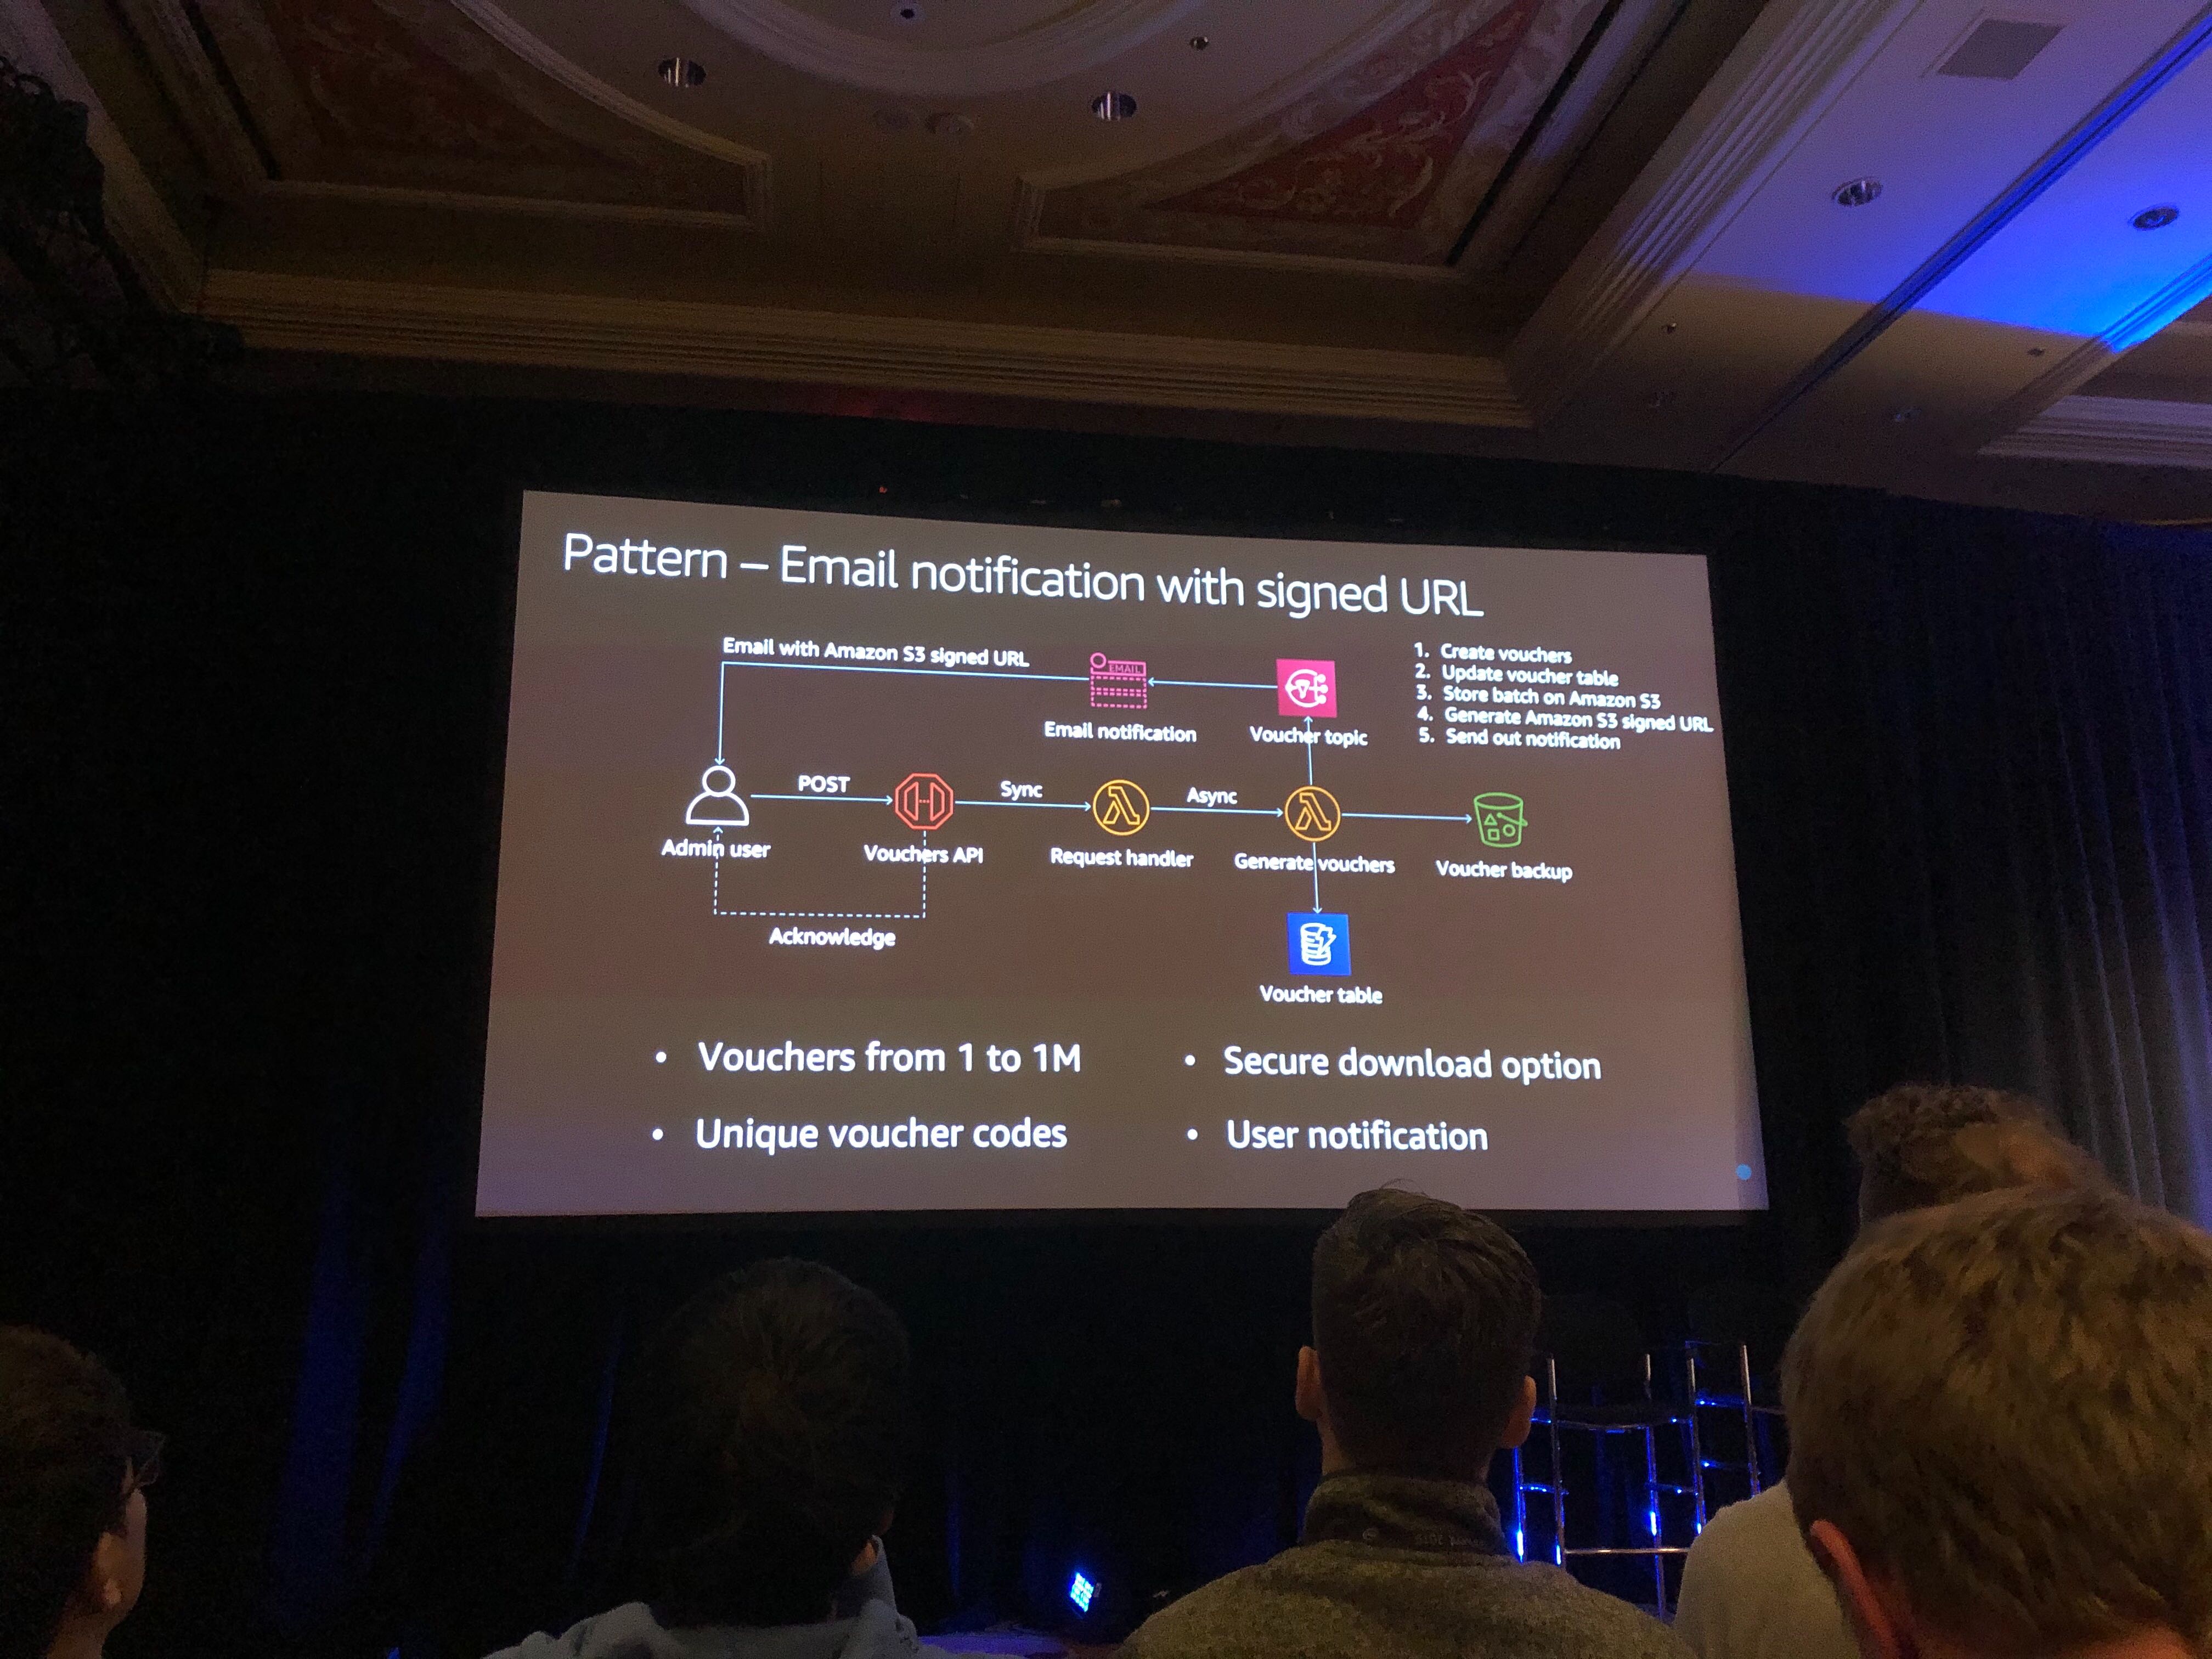 Pattern – Email notification with signed URL
Email with Amazon S3 signed URL
EMAIL
Email notification
Voucher topic
1. Create vouchers
2. Update voucher table
3. Store batch on Amazon S3
4. Generate Amazon S3 signed URL
5. Send out notification
POST
Sync
Async
Admin user
Vouchers API
Request handler
Generate vouchers
Voucher backup
Acknowledge
Voucher table
• Vouchers from 1 to 1M
• Unique voucher codes
• Secure download option
• User notification